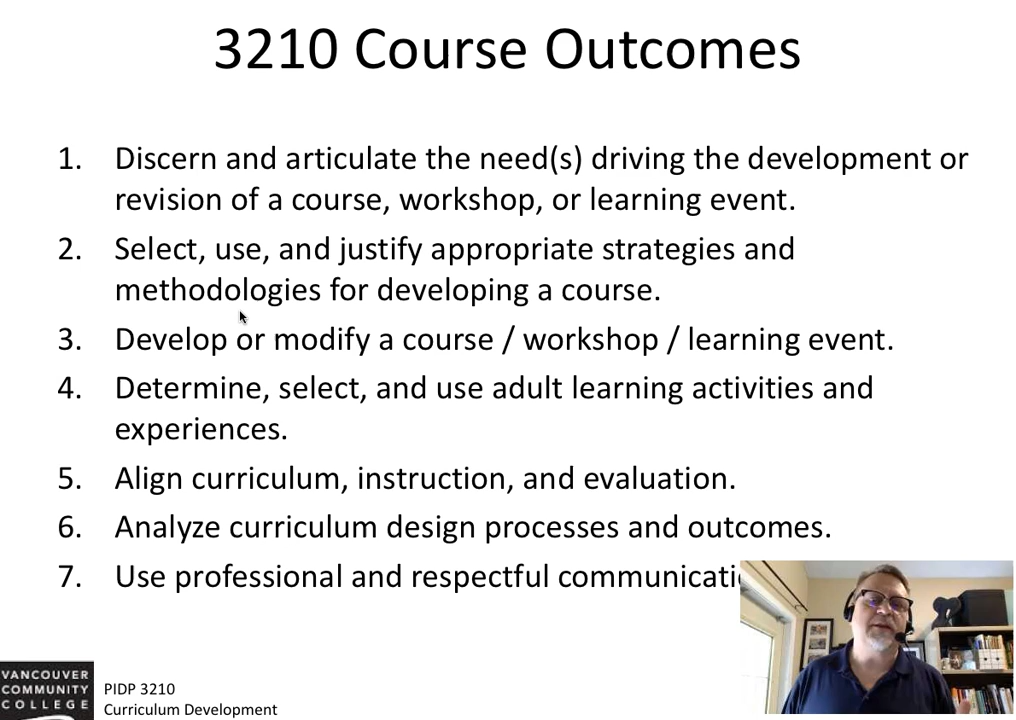 3210 Course Outcomes
1. Discern and articulate the need(s) driving the development or
revision of a course, workshop, or learning event.
2. Select, use, and justify appropriate strategies and
methodologies for developing a course.
3. Develop or modify a course / workshop / learning event.
4. Determine, select, and use adult learning activities and
experiences.
5. Align curriculum, instruction, and evaluation.
6. Analyze curriculum design processes and outcomes.
7. Use professional and respectful
VANCOUVER
COMMUNITY
COLLEGE
PIDP 3210
Curriculum Development